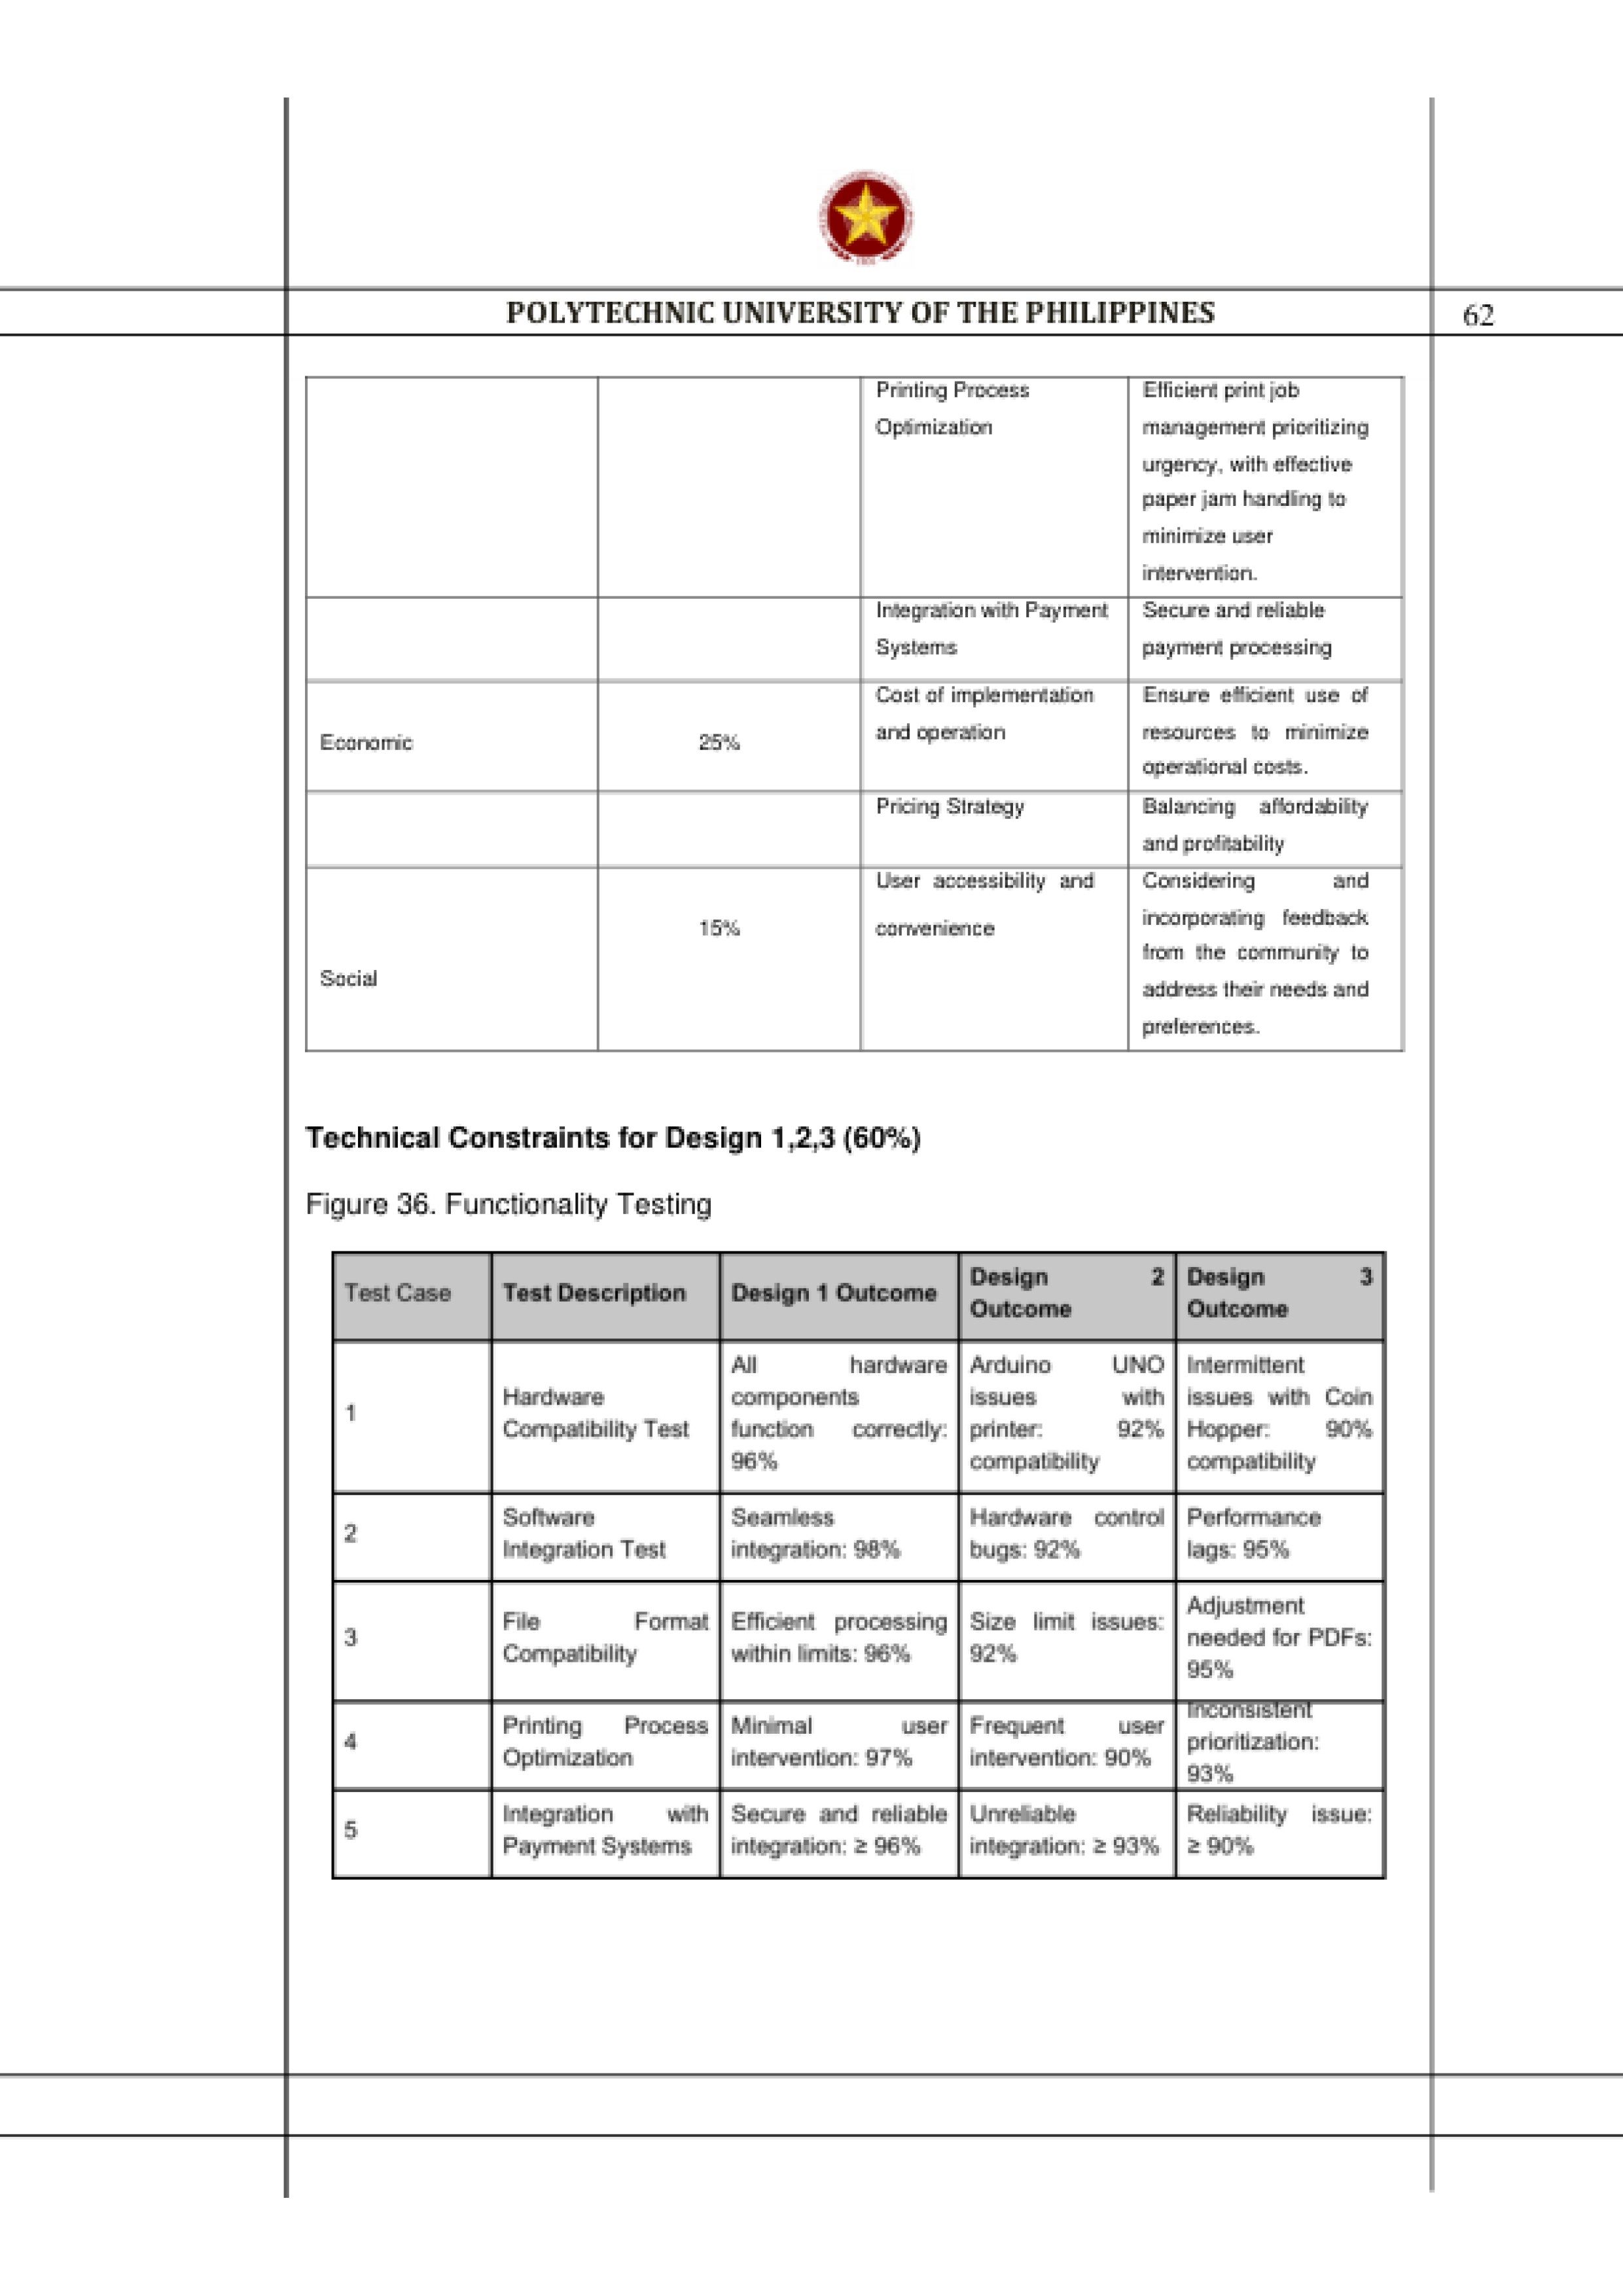 POLYTECHNIC UNIVERSITY OF THE PHILIPPINES
62
Printing Process
Optimization
Efficient print job
management prioritizing
urgency, with effective
paper jam handling to
minimize user
intervention.
Integration with Payment
Systems
Secure and reliable
payment processing
Economic
25%
Cost of implementation
and operation
Ensure efficient use of
resources to minimize
operational costs.
Pricing Strategy
Balancing affordability
and profitability
Social
15%
User accessibility and
convenience
Considering and
incorporating feedback
from the community to
address their needs and
preferences.
Technical Constraints for Design 1,2,3 (60%)
Figure 36. Functionality Testing
Test Case
Test Description
Design 1 Outcome
Design 2
Outcome
Design 3
Outcome
1
Hardware
Compatibility Test
All hardware
components
function correctly:
96%
Arduino UNO
issues with
printer: 92%
compatibility
Intermittent
issues with Coin
Hopper: 90%
compatibility
2
Software
Integration Test
Seamless
integration: 98%
Hardware control
bugs: 92%
Performance
lags: 95%
3
File Format
Compatibility
Efficient processing
within limits: 96%
Size limit issues:
92%
Adjustment
needed for PDFs:
95%
4
Printing Process
Optimization
Minimal user
intervention: 97%
Frequent user
intervention: 90%
Inconsistent
prioritization:
93%
5
Integration with
Payment Systems
Secure and reliable
integration: ≥ 96%
Unreliable
integration: ≥ 93%
Reliability issue:
≥ 90%